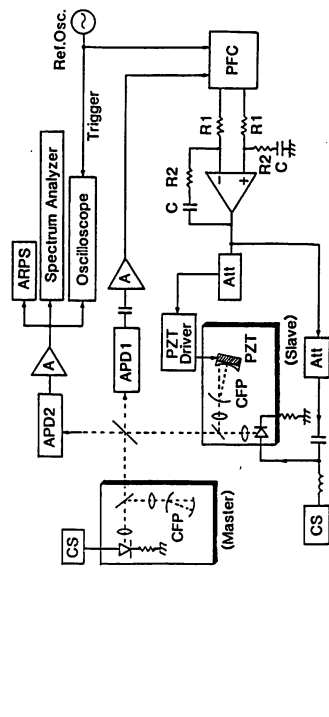 Ref.Osc.
Trigger
ARPS
Spectrum Analyzer
Oscilloscope
PFC
A
A
APD2
APD1
R1
R1
R2
C
−
+
R2
C
Att
PZT
Driver
PZT
CFP
(Slave)
Att
CS
CS
CFP
(Master)